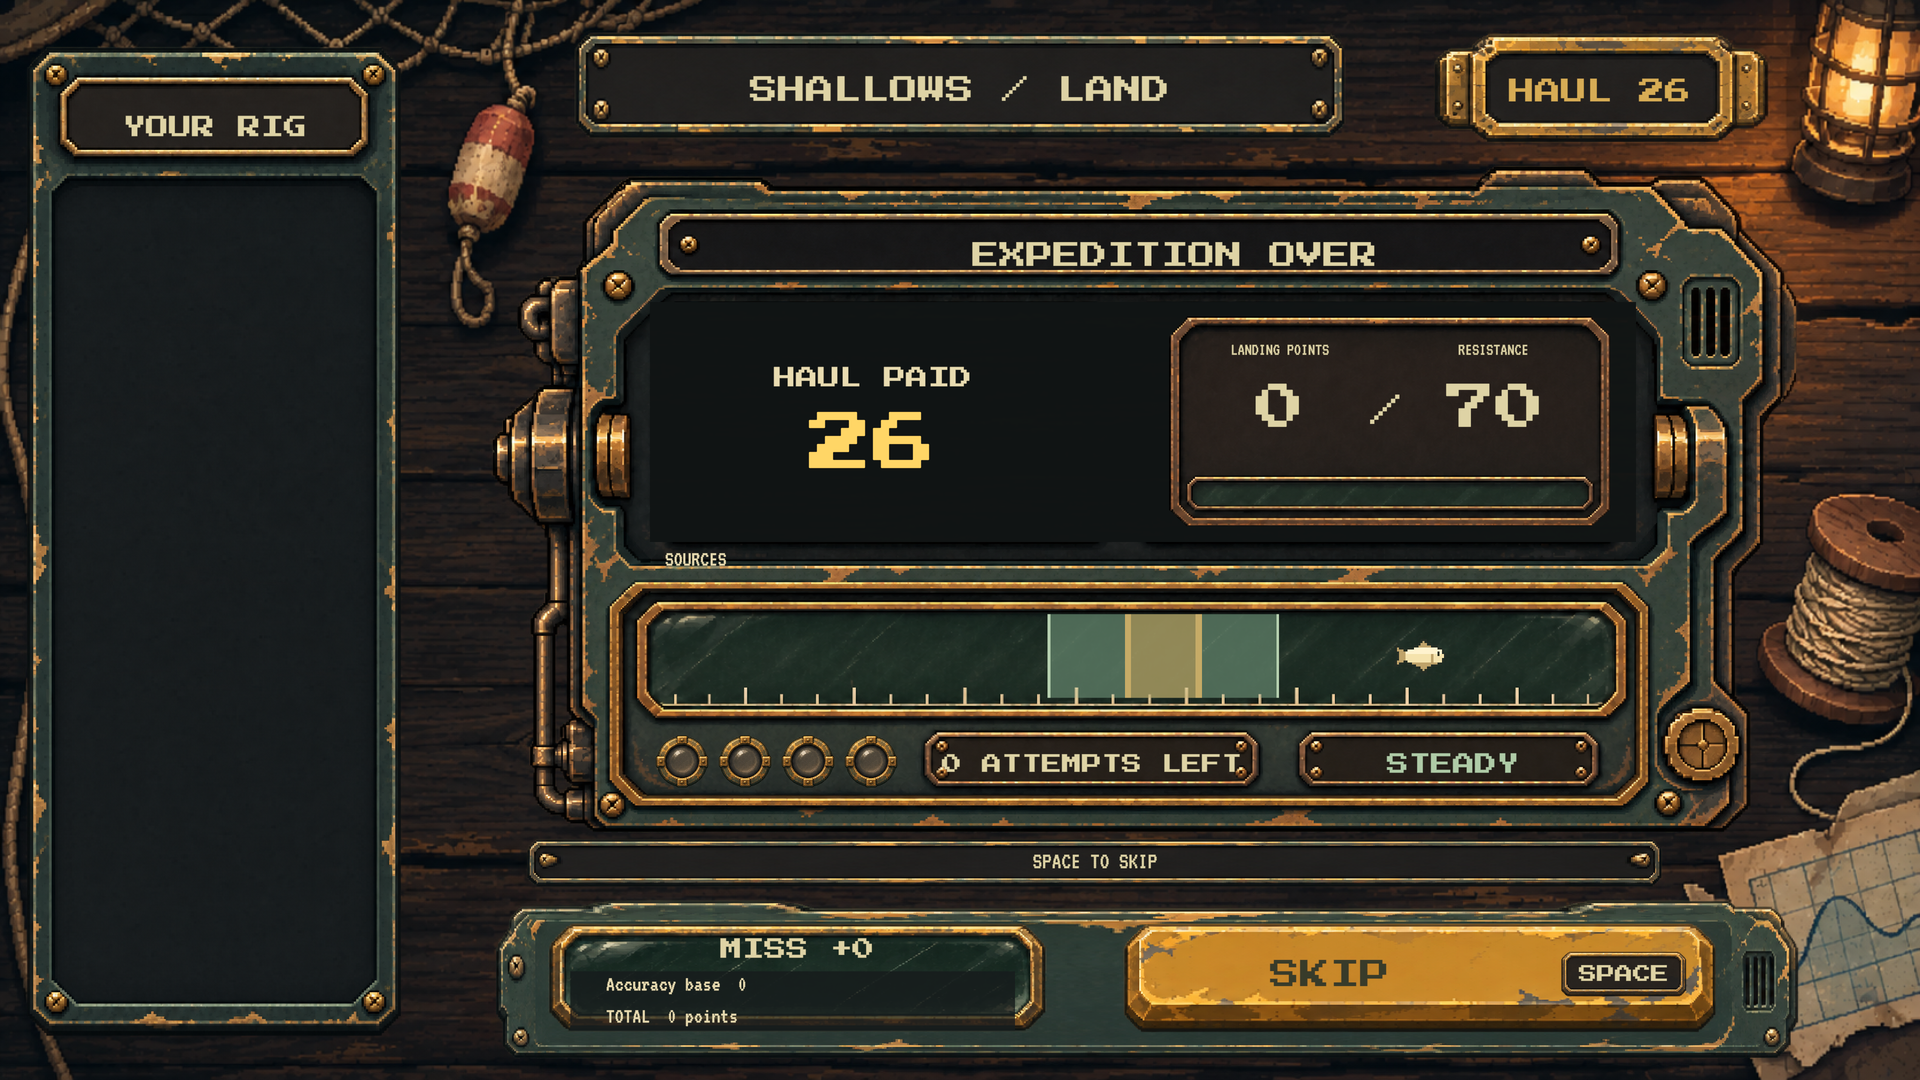 SHALLOWS / LAND
HAUL 26
YOUR RIG
EXPEDITION OVER
HAUL PAID
26
LANDING POINTS
RESISTANCE
0 / 70
SOURCES
0 ATTEMPTS LEFT
STEADY
SPACE TO SKIP
MISS +0
Accuracy base 0
TOTAL 0 points
SKIP
SPACE